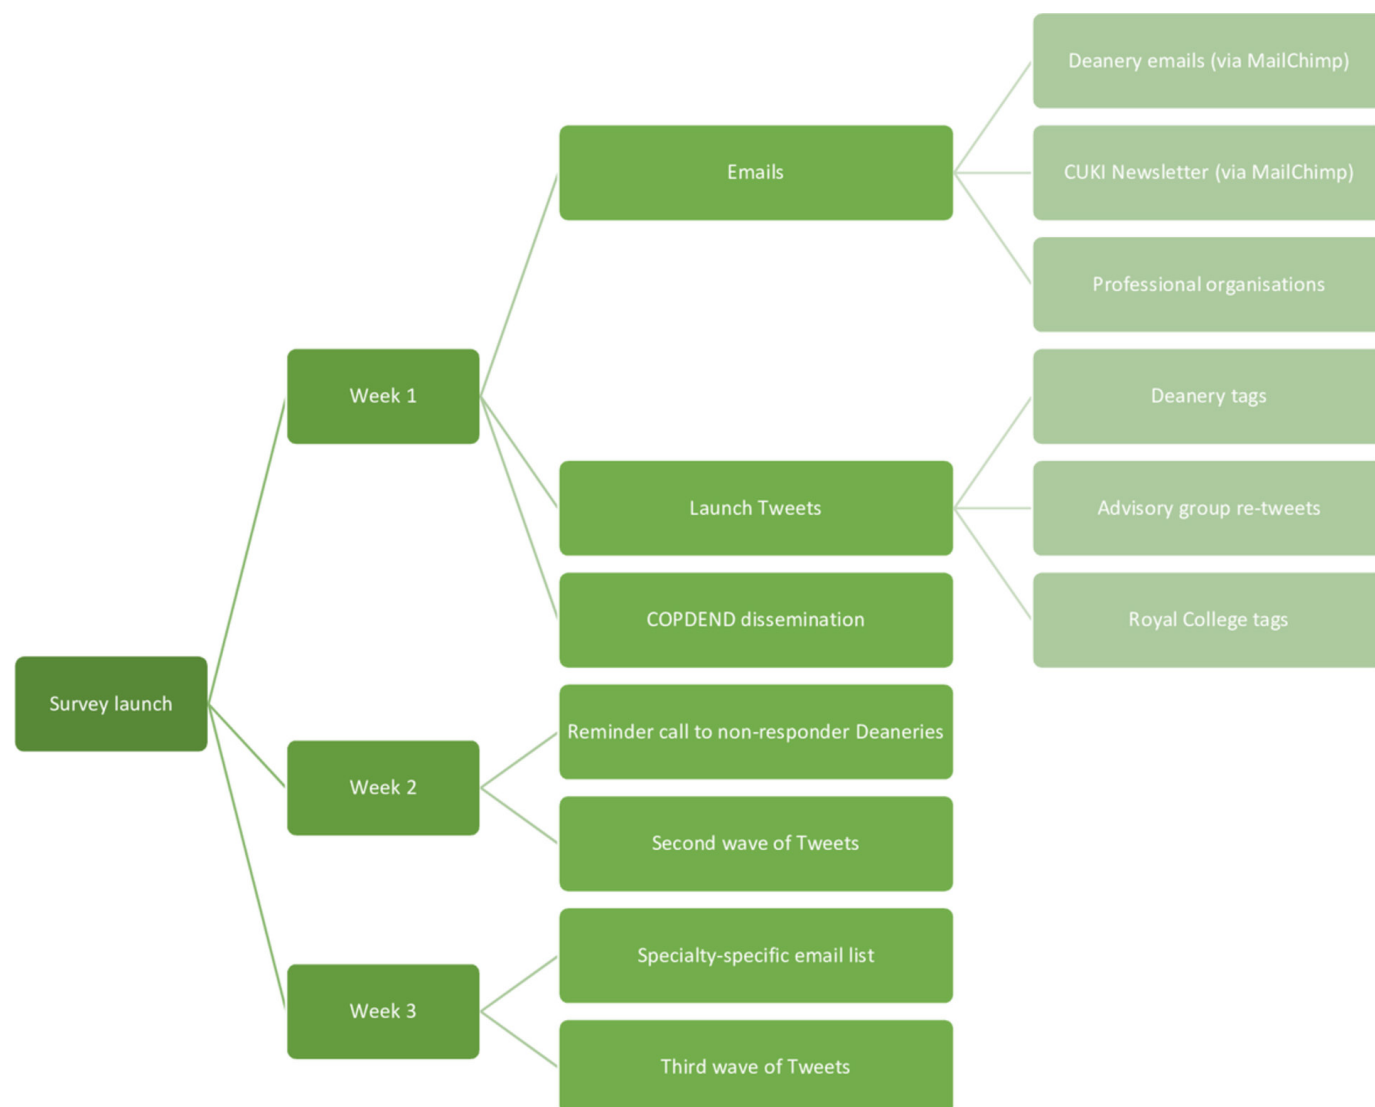 Survey launch
Week 1
Emails
Deanery emails (via MailChimp)
CUKI Newsletter (via MailChimp)
Professional organisations
Launch Tweets
Deanery tags
Advisory group re-tweets
Royal College tags
COPDEND dissemination
Week 2
Reminder call to non-responder Deaneries
Second wave of Tweets
Week 3
Specialty-specific email list
Third wave of Tweets